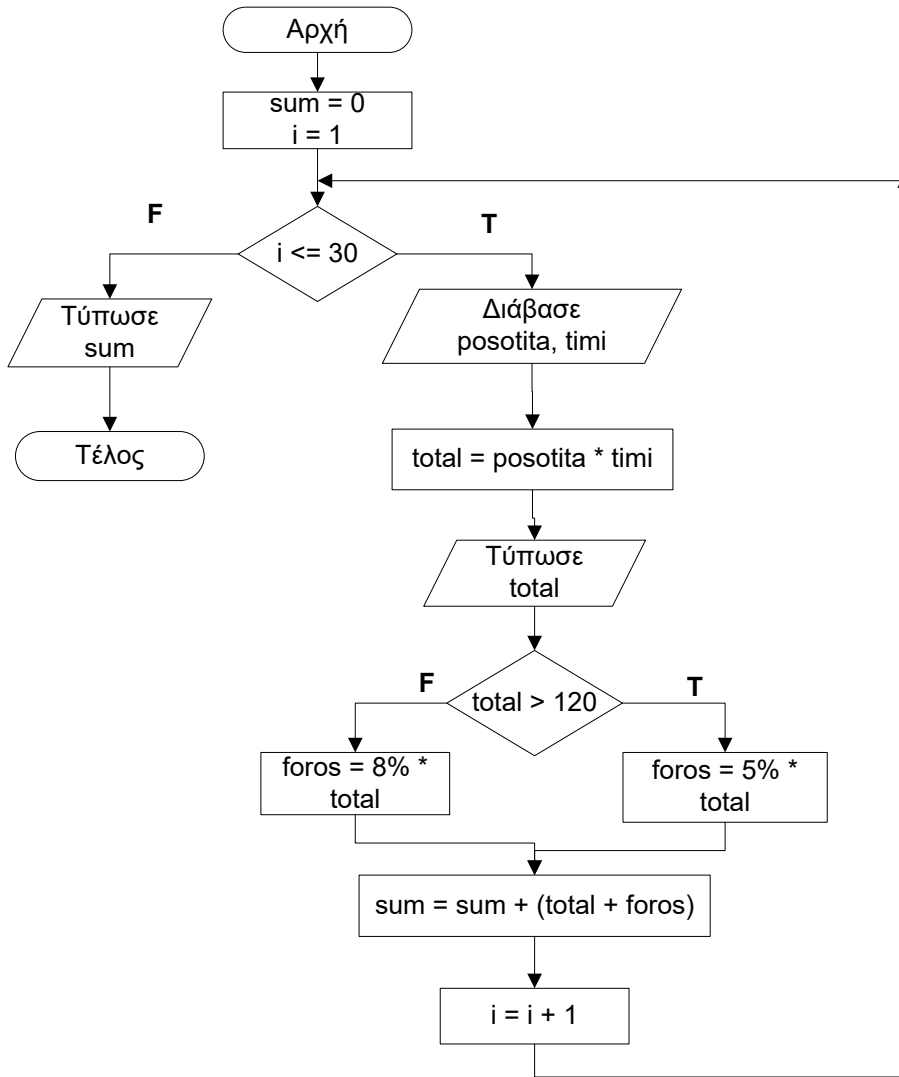 Αρχή
sum = 0
i = 1
F
T
i <= 30
Τύπωσε
sum
Διάβασε
posotita, timi
Τέλος
total = posotita * timi
Τύπωσε
total
F
T
total > 120
foros = 8% *
total
foros = 5% *
total
sum = sum + (total + foros)
i = i + 1